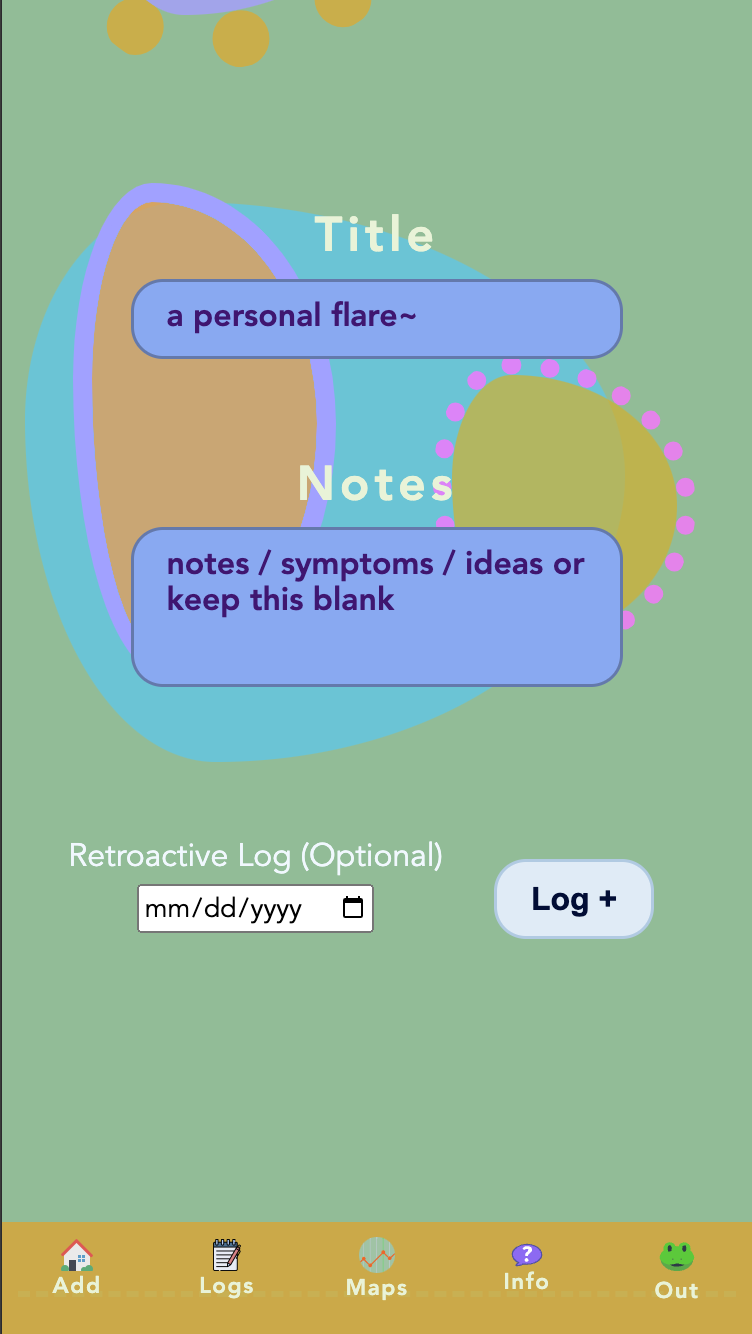 Title
a personal flare~
Notes
notes / symptoms / ideas or
keep this blank
Retroactive Log (Optional)
mm/dd/yyyy
Log +
Add
Logs
Maps
?
Info
Out